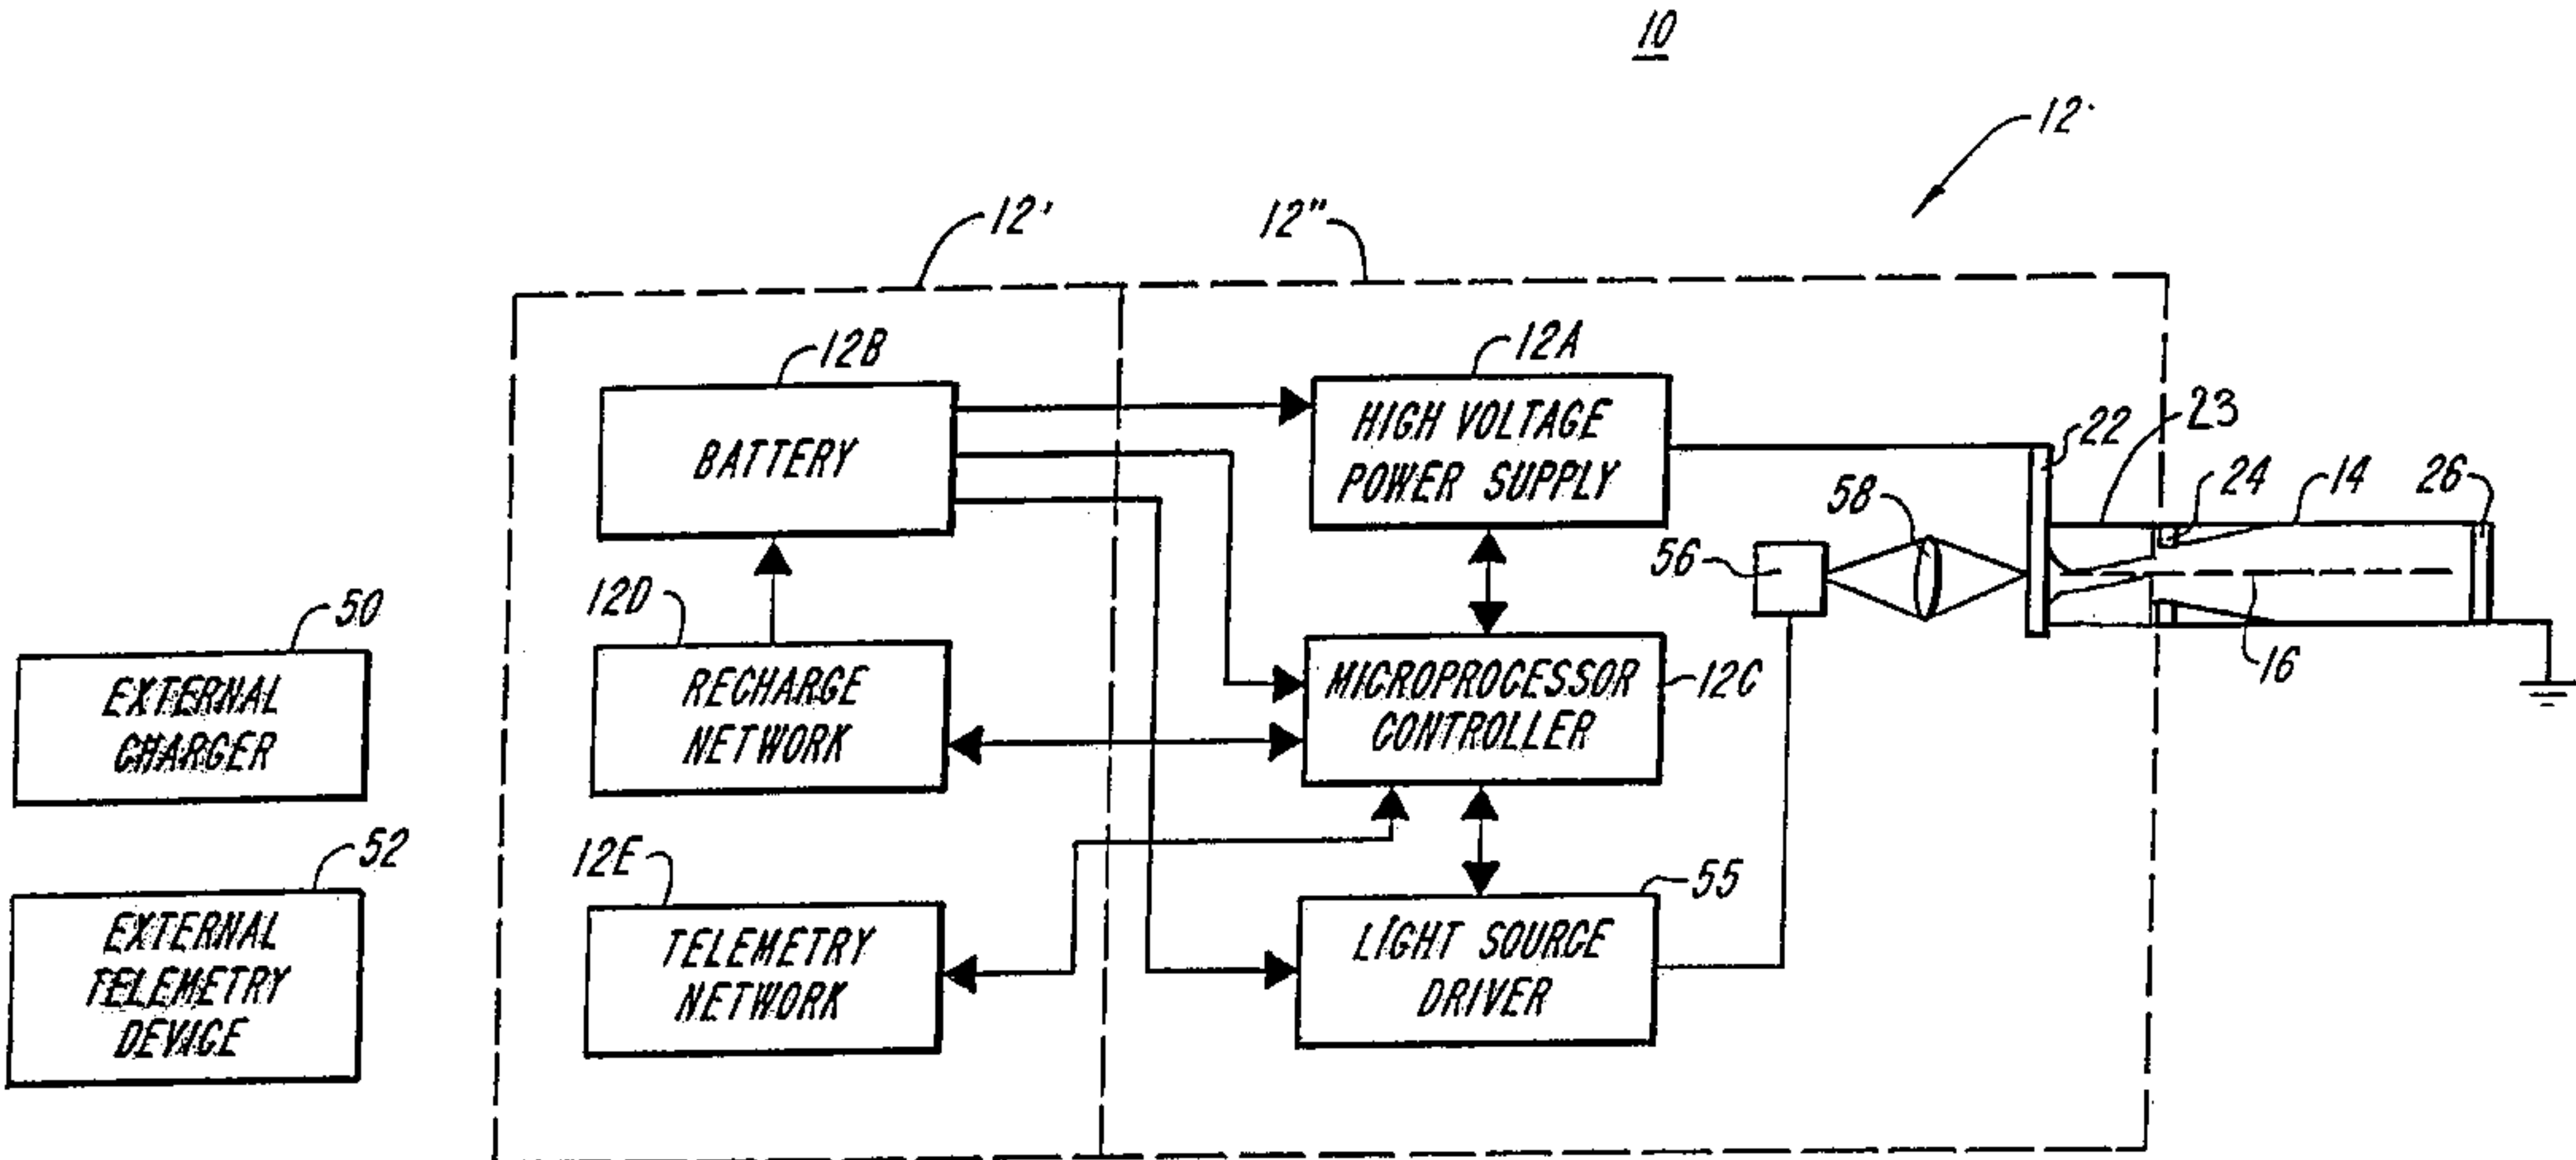 10
12'
12'
12"
12B
BATTERY
12A
HIGH VOLTAGE
POWER SUPPLY
22
23
24
14
26
58
56
16
50
EXTERNAL
CHARGER
12D
RECHARGE
NETWORK
MICROPROCESSOR
CONTROLLER
12C
52
EXTERNAL
TELEMETRY
DEVICE
12E
TELEMETRY
NETWORK
55
LIGHT SOURCE
DRIVER